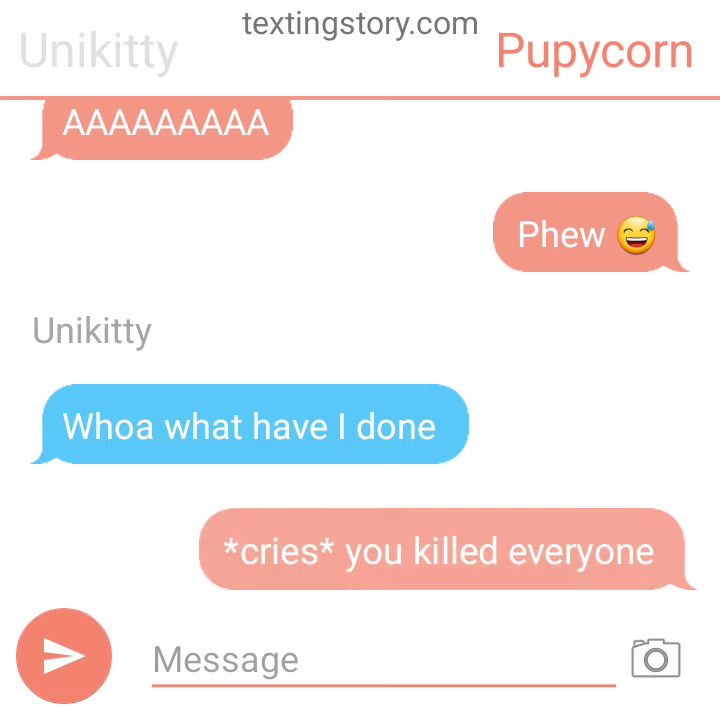 textingstory.com
Unikitty
Pupycorn
AAAAAAAAA
Phew 😅
Unikitty
Whoa what have I done
*cries* you killed everyone
Message